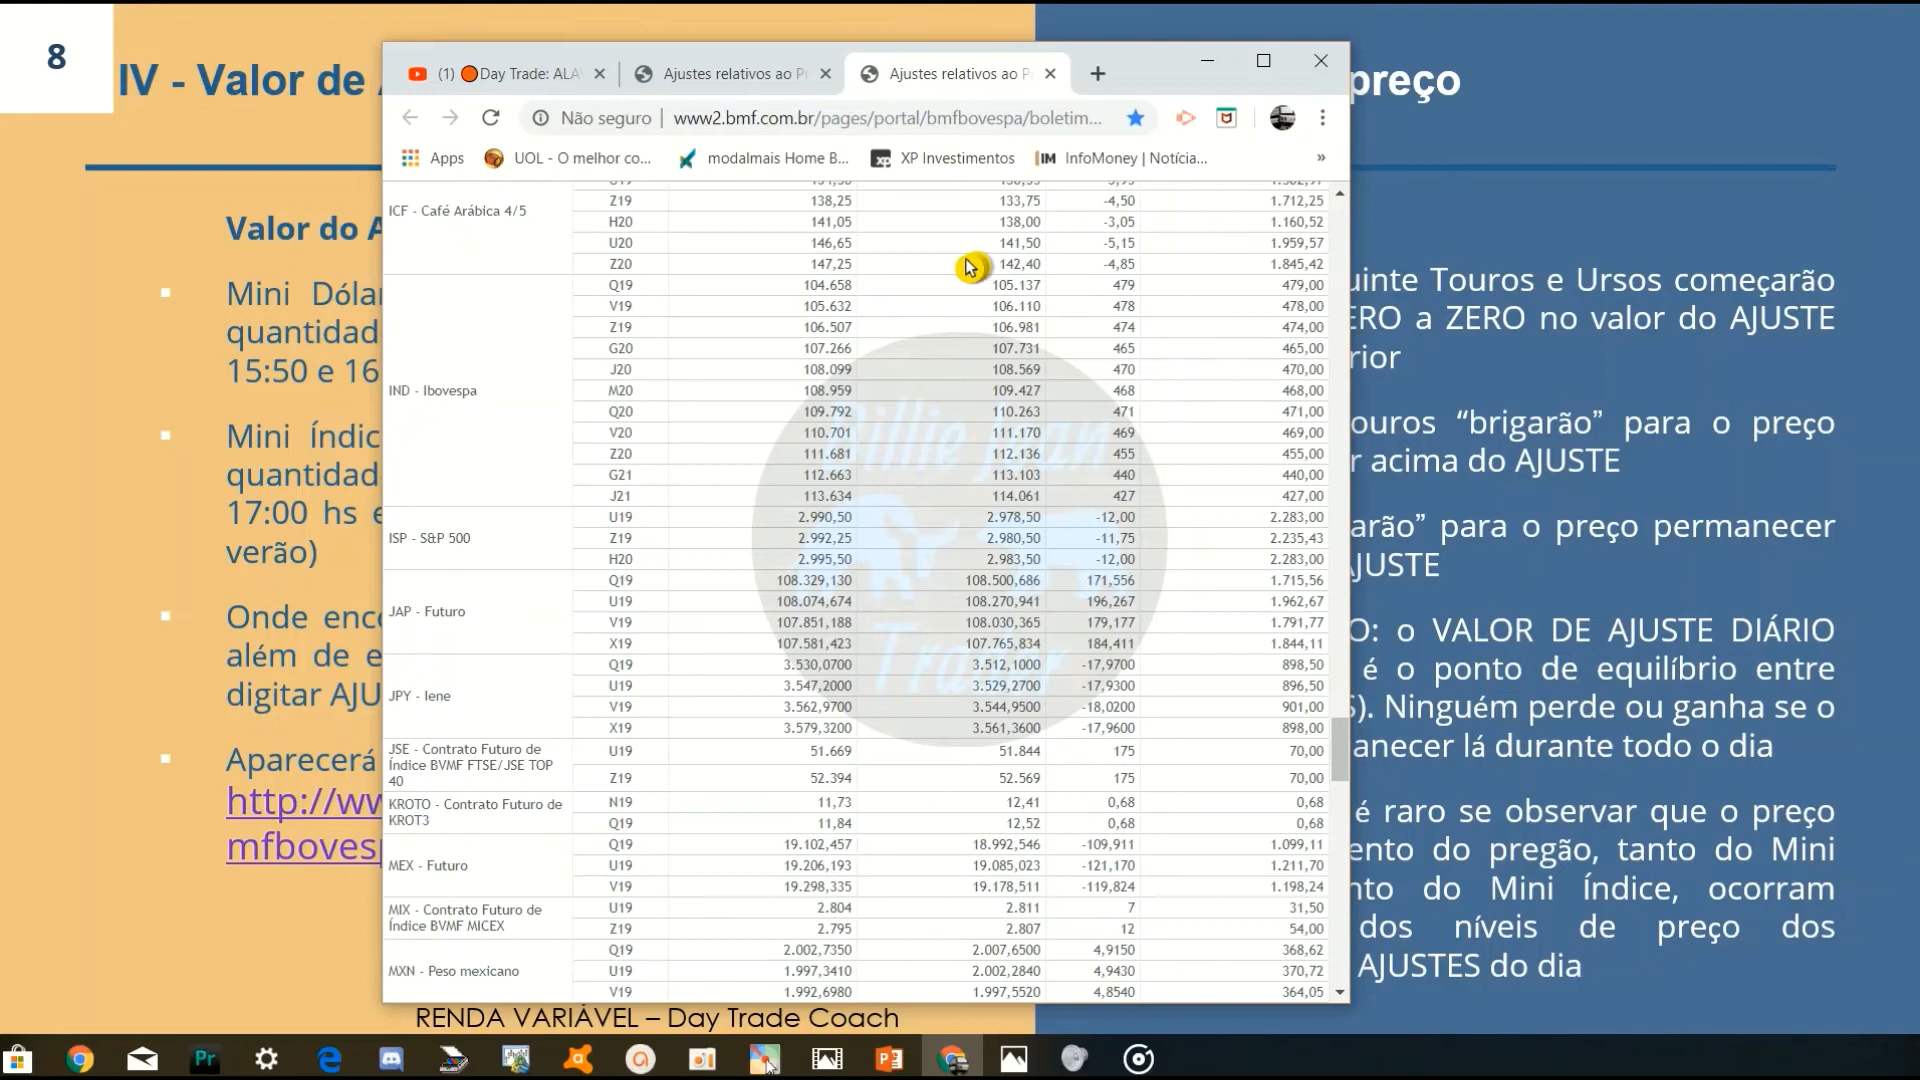 8
IV - Valor de
preço
(1) Day Trade: ALA
Ajustes relativos ao P
Ajustes relativos ao P
Não seguro | www2.bmf.com.br/pages/portal/bmfbovespa/boletim...
Apps UOL - O melhor co... modalmais Home B... XP Investimentos InfoMoney | Notícia... »
Valor do A
Mini Dólar
quantidad
15:50 e 16
Mini Índic
quantidad
17:00 hs e
verão)
Onde enc
além de e
digitar AJU
Aparecerá
http://ww
mfbovesp
ICF - Café Arábica 4/5
Z19 138,25 133,75 -4,50 1.712,25
H20 141,05 138,00 -3,05 1.160,52
U20 146,65 141,50 -5,15 1.959,57
Z20 147,25 142,40 -4,85 1.845,42
IND - Ibovespa
Q19 104.658 105.137 479 479,00
V19 105.632 106.110 478 478,00
Z19 106.507 106.981 474 474,00
G20 107.266 107.731 465 465,00
J20 108.099 108.569 470 470,00
M20 108.959 109.427 468 468,00
Q20 109.792 110.263 471 471,00
V20 110.701 111.170 469 469,00
Z20 111.681 112.136 455 455,00
G21 112.663 113.103 440 440,00
J21 113.634 114.061 427 427,00
ISP - S&P 500
U19 2.990,50 2.978,50 -12,00 2.283,00
Z19 2.992,25 2.980,50 -11,75 2.235,43
H20 2.995,50 2.983,50 -12,00 2.283,00
JAP - Futuro
Q19 108.329,130 108.500,686 171,556 1.715,56
U19 108.074,674 108.270,941 196,267 1.962,67
V19 107.851,188 108.030,365 179,177 1.791,77
X19 107.581,423 107.765,834 184,411 1.844,11
JPY - Iene
Q19 3.530,0700 3.512,1000 -17,9700 898,50
U19 3.547,2000 3.529,2700 -17,9300 896,50
V19 3.562,9700 3.544,9500 -18,0200 901,00
X19 3.579,3200 3.561,3600 -17,9600 898,00
JSE - Contrato Futuro de
Índice BVMF FTSE/JSE TOP
40
U19 51.669 51.844 175 70,00
Z19 52.394 52.569 175 70,00
KROTO - Contrato Futuro de
KROT3
N19 11,73 12,41 0,68 0,68
Q19 11,84 12,52 0,68 0,68
MEX - Futuro
Q19 19.102,457 18.992,546 -109,911 1.099,11
U19 19.206,193 19.085,023 -121,170 1.211,70
V19 19.298,335 19.178,511 -119,824 1.198,24
MIX - Contrato Futuro de
Índice BVMF MICEX
U19 2.804 2.811 7 31,50
Z19 2.795 2.807 12 54,00
MXN - Peso mexicano
Q19 2.002,7350 2.007,6500 4,9150 368,62
U19 1.997,3410 2.002,2840 4,9430 370,72
V19 1.992,6980 1.997,5520 4,8540 364,05
Billie Jean
Trader
uinte Touros e Ursos começarão
ERO a ZERO no valor do AJUSTE
rior
ouros “brigarão” para o preço
r acima do AJUSTE
arão” para o preço permanecer
AJUSTE
O: o VALOR DE AJUSTE DIÁRIO
é o ponto de equilíbrio entre
S). Ninguém perde ou ganha se o
anecer lá durante todo o dia
é raro se observar que o preço
ento do pregão, tanto do Mini
nto do Mini Índice, ocorram
dos níveis de preço dos
AJUSTES do dia
RENDA VARIÁVEL – Day Trade Coach